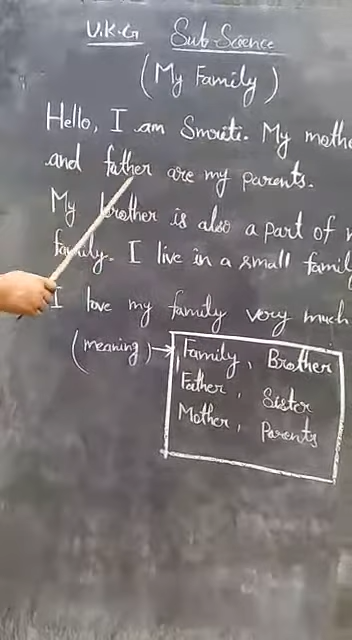 U.K.G Sub Science
(My Family)
Hello, I am Smriti. My mothe
and father are my parents.
My brother is also a part of
family. I live in a small family
I love my family very much
(meaning) → Family, Brother
Father, Sister
Mother, Parents